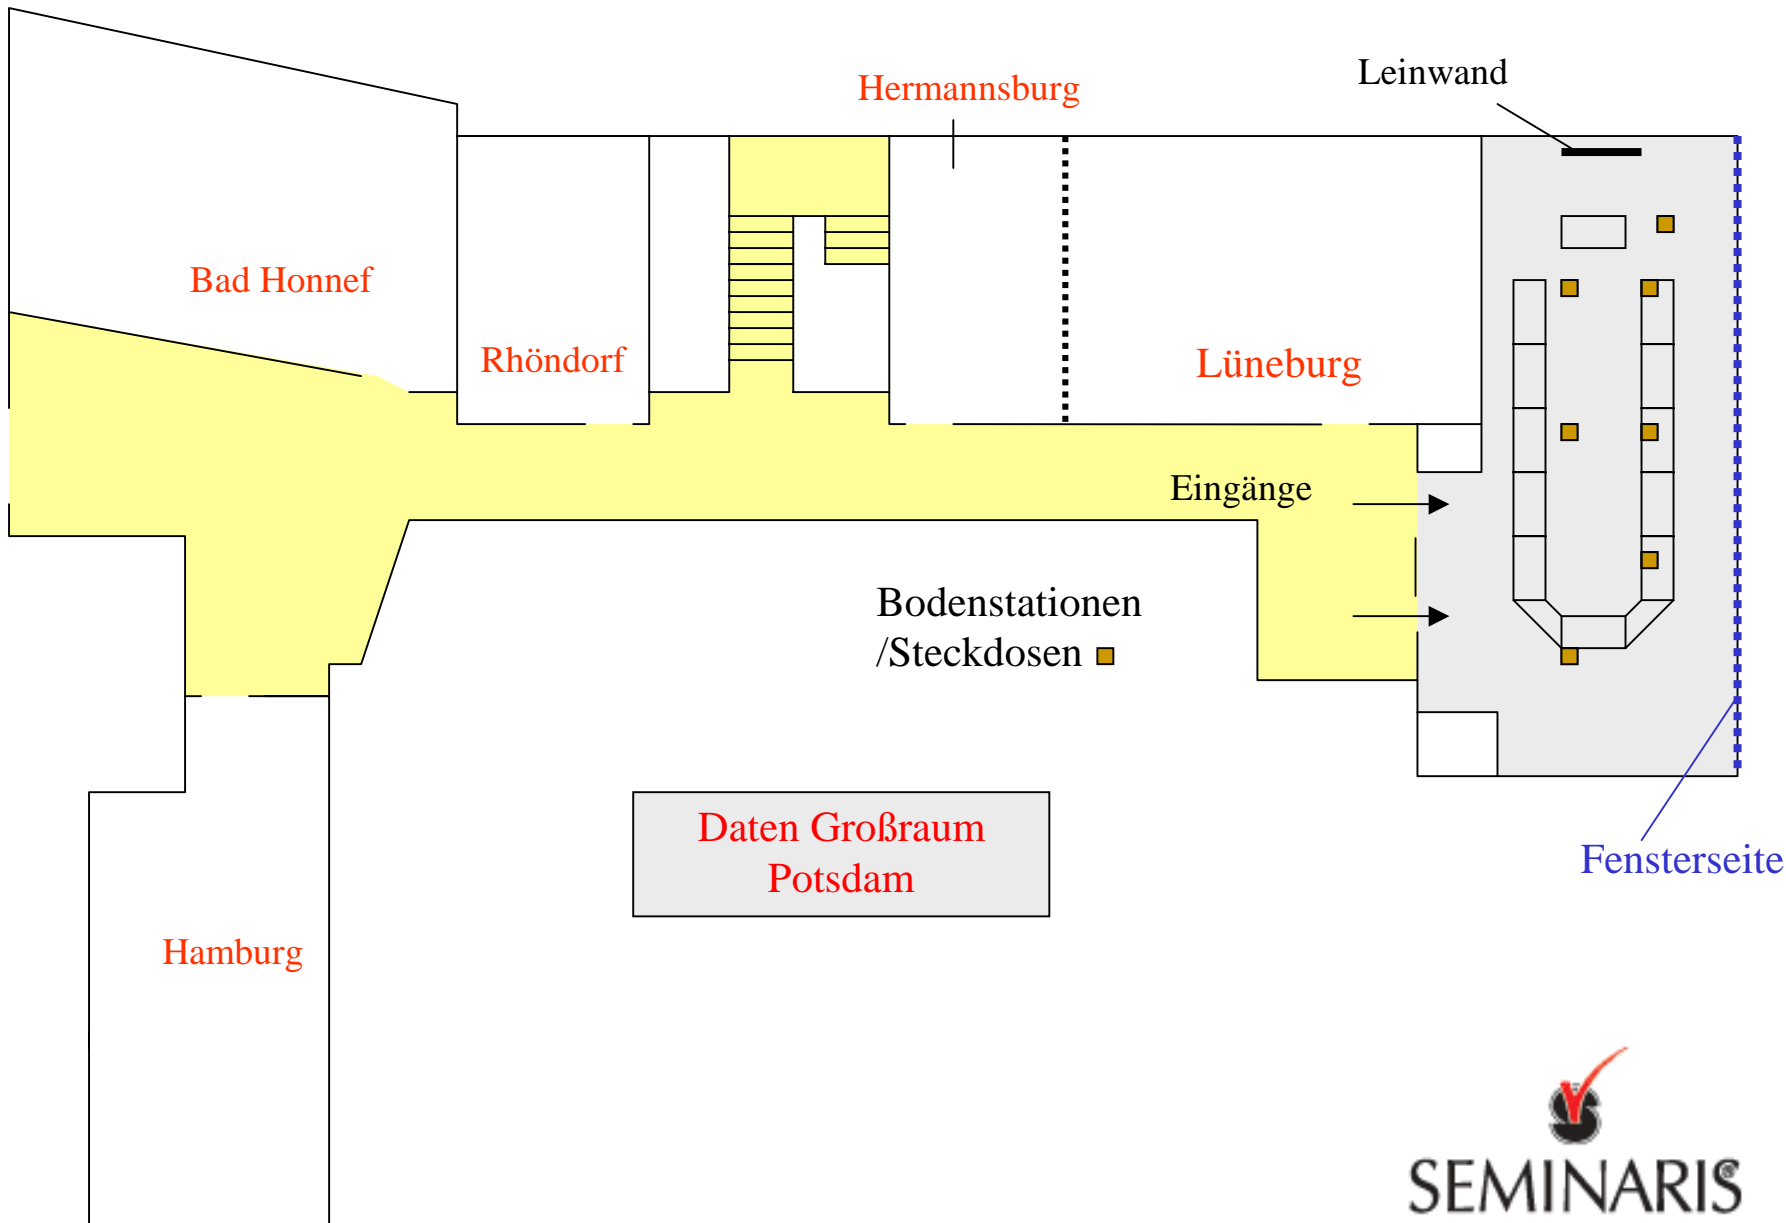 Leinwand
Hermannsburg
Bad Honnef
Rhöndorf
Lüneburg
Eingänge
Bodenstationen
/Steckdosen
Daten Großraum
Potsdam
Fensterseite
Hamburg
SEMINARIS®